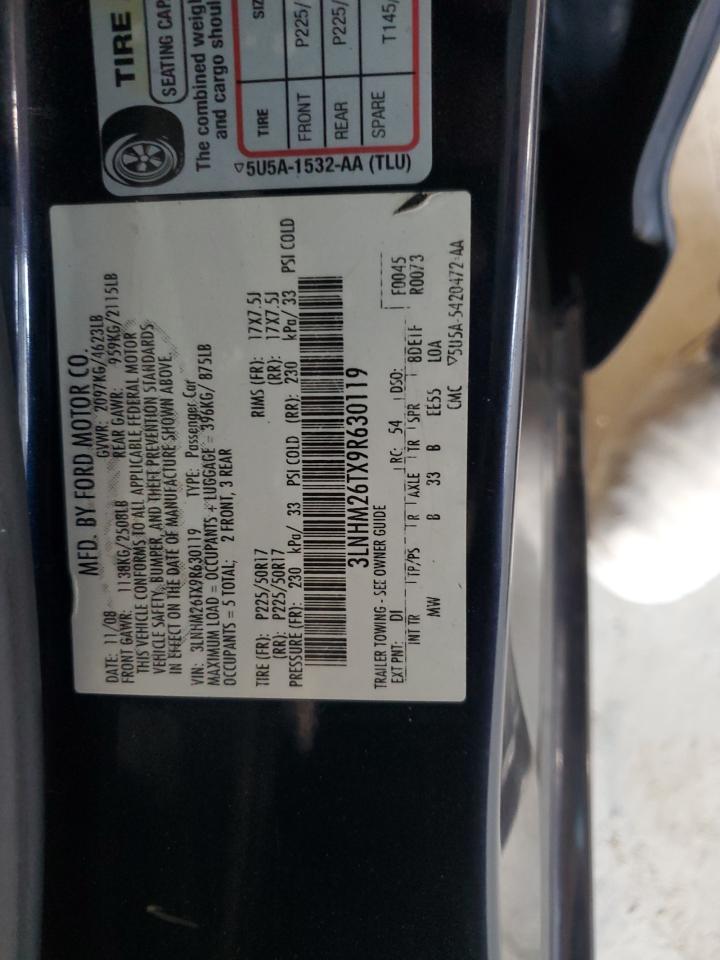 TIRE
SEATING CAP
The combined weigh
and cargo shoul
TIRE SIZ
FRONT P225/
REAR P225/
SPARE T145/
5U5A-1532-AA (TLU)
MFD. BY FORD MOTOR CO.
DATE: 11/08 GVWR: 2097KG/4623LB
FRONT GAWR: 1138KG/2508LB REAR GAWR: 959KG/2115LB
THIS VEHICLE CONFORMS TO ALL APPLICABLE FEDERAL MOTOR
VEHICLE SAFETY, BUMPER, AND THEFT PREVENTION STANDARDS
IN EFFECT ON THE DATE OF MANUFACTURE SHOWN ABOVE.
VIN: 3LNHM26TX9R630119 TYPE: Passenger Car
MAXIMUM LOAD = OCCUPANTS + LUGGAGE = 396KG/ 875LB
OCCUPANTS = 5 TOTAL; 2 FRONT, 3 REAR
TIRE (FR): P225/50R17 RIMS (FR): 17X7.5J
(RR): P225/50R17 (RR): 17X7.5J
PRESSURE (FR): 230 kPa/ 33 PSI COLD (RR): 230 kPa/ 33 PSI COLD
3LNHM26TX9R630119
TRAILER TOWING - SEE OWNER GUIDE
EXT PNT: DI RC: 54 DSO: F0045
INT TR TP/PS R AXLE TR SPR BDEIF R0073
MW B 33 B EE55 LOA
CMC 5U5A-5420472-AA